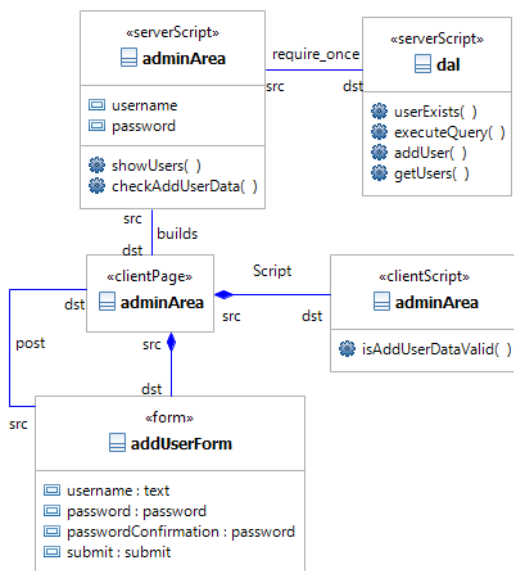 «serverScript»
adminArea
username
password
showUsers( )
checkAddUserData( )
require_once
src
dst
«serverScript»
dal
userExists( )
executeQuery( )
addUser( )
getUsers( )
src
builds
dst
«clientPage»
adminArea
Script
src
dst
«clientScript»
adminArea
isAddUserDataValid( )
dst
post
src
src
dst
«form»
addUserForm
username : text
password : password
passwordConfirmation : password
submit : submit